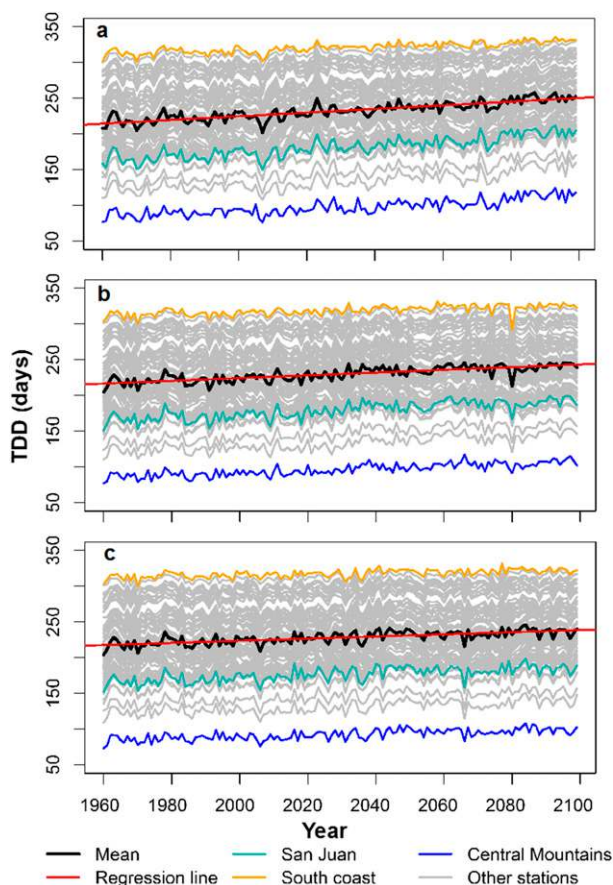 a
350
250
150
50
b
350
250
150
50
TDD (days)
c
350
250
150
50
1960 1980 2000 2020 2040 2060 2080 2100
Year
Mean San Juan Central Mountains
Regression line South coast Other stations